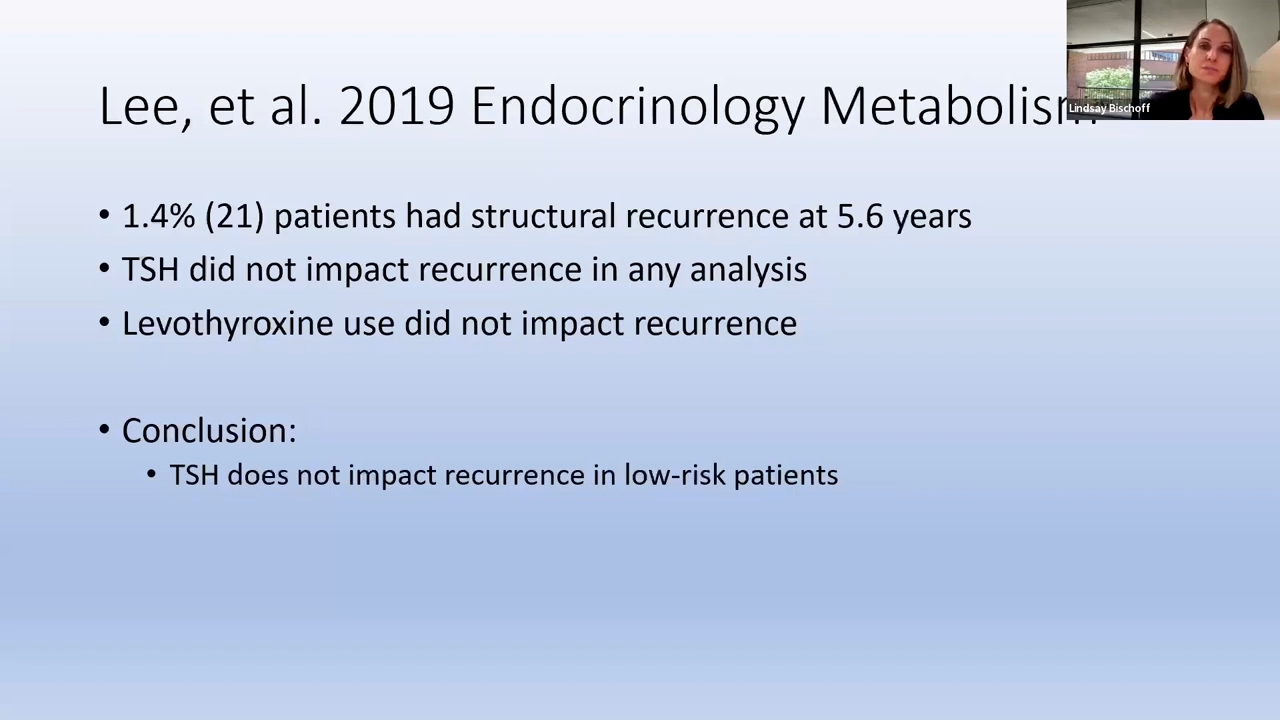 Lee, et al. 2019 Endocrinology Metabolism
Lindsay Bischoff
• 1.4% (21) patients had structural recurrence at 5.6 years
• TSH did not impact recurrence in any analysis
• Levothyroxine use did not impact recurrence
• Conclusion:
• TSH does not impact recurrence in low-risk patients